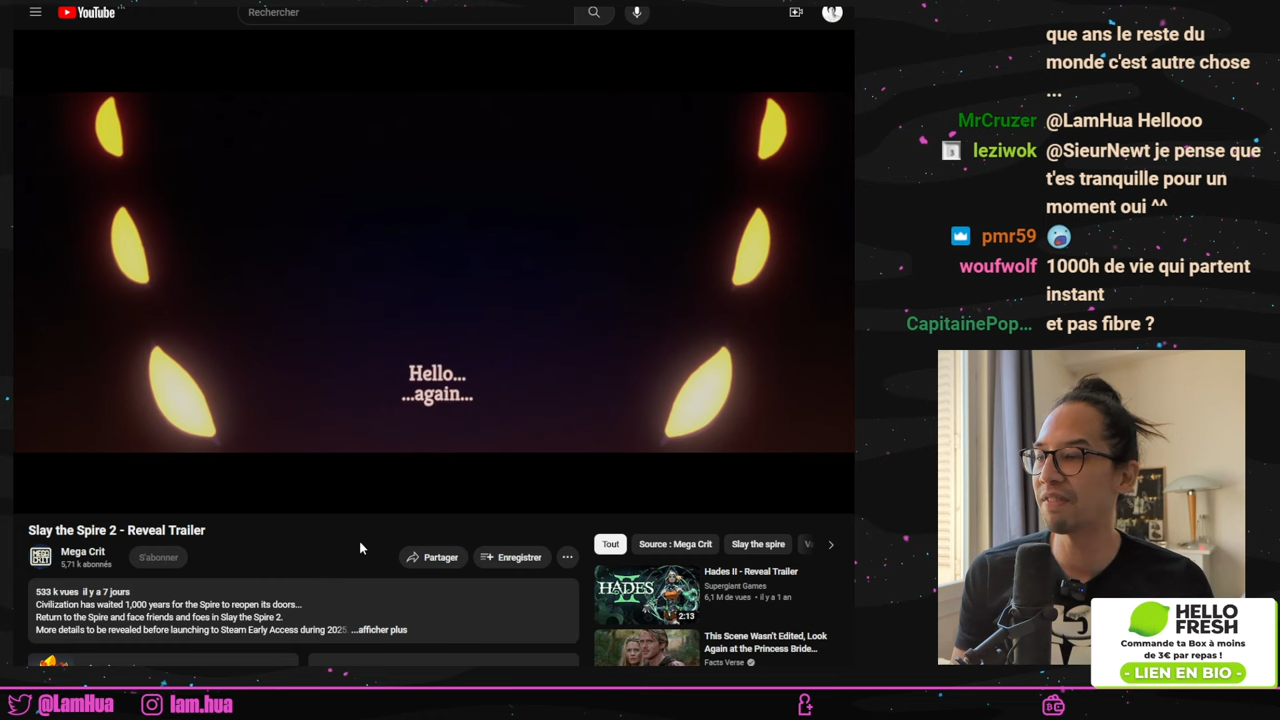 YouTube
Rechercher
Hello...
...again...
Slay the Spire 2 - Reveal Trailer
Mega Crit
5,71 k abonnés
S'abonner
Partager
Enregistrer
533 k vues il y a 7 jours
Civilization has waited 1,000 years for the Spire to reopen its doors...
Return to the Spire and face friends and foes in Slay the Spire 2.
More details to be revealed before launching to Steam Early Access during 2025. ...afficher plus
Tout
Source : Mega Crit
Slay the spire
HADES II
2:13
Hades II - Reveal Trailer
Supergiant Games
6,1 M de vues • il y a 1 an
This Scene Wasn't Edited, Look
Again at the Princess Bride...
Facts Verse
que ans le reste du
monde c'est autre chose
...
MrCruzer @LamHua Hellooo
leziwok @SieurNewt je pense que
t'es tranquille pour un
moment oui ^^
pmr59
woufwolf 1000h de vie qui partent
instant
CapitainePop... et pas fibre ?
HELLO
FRESH
Commande ta Box à moins
de 3€ par repas !
- LIEN EN BIO -
@LamHua
lam.hua